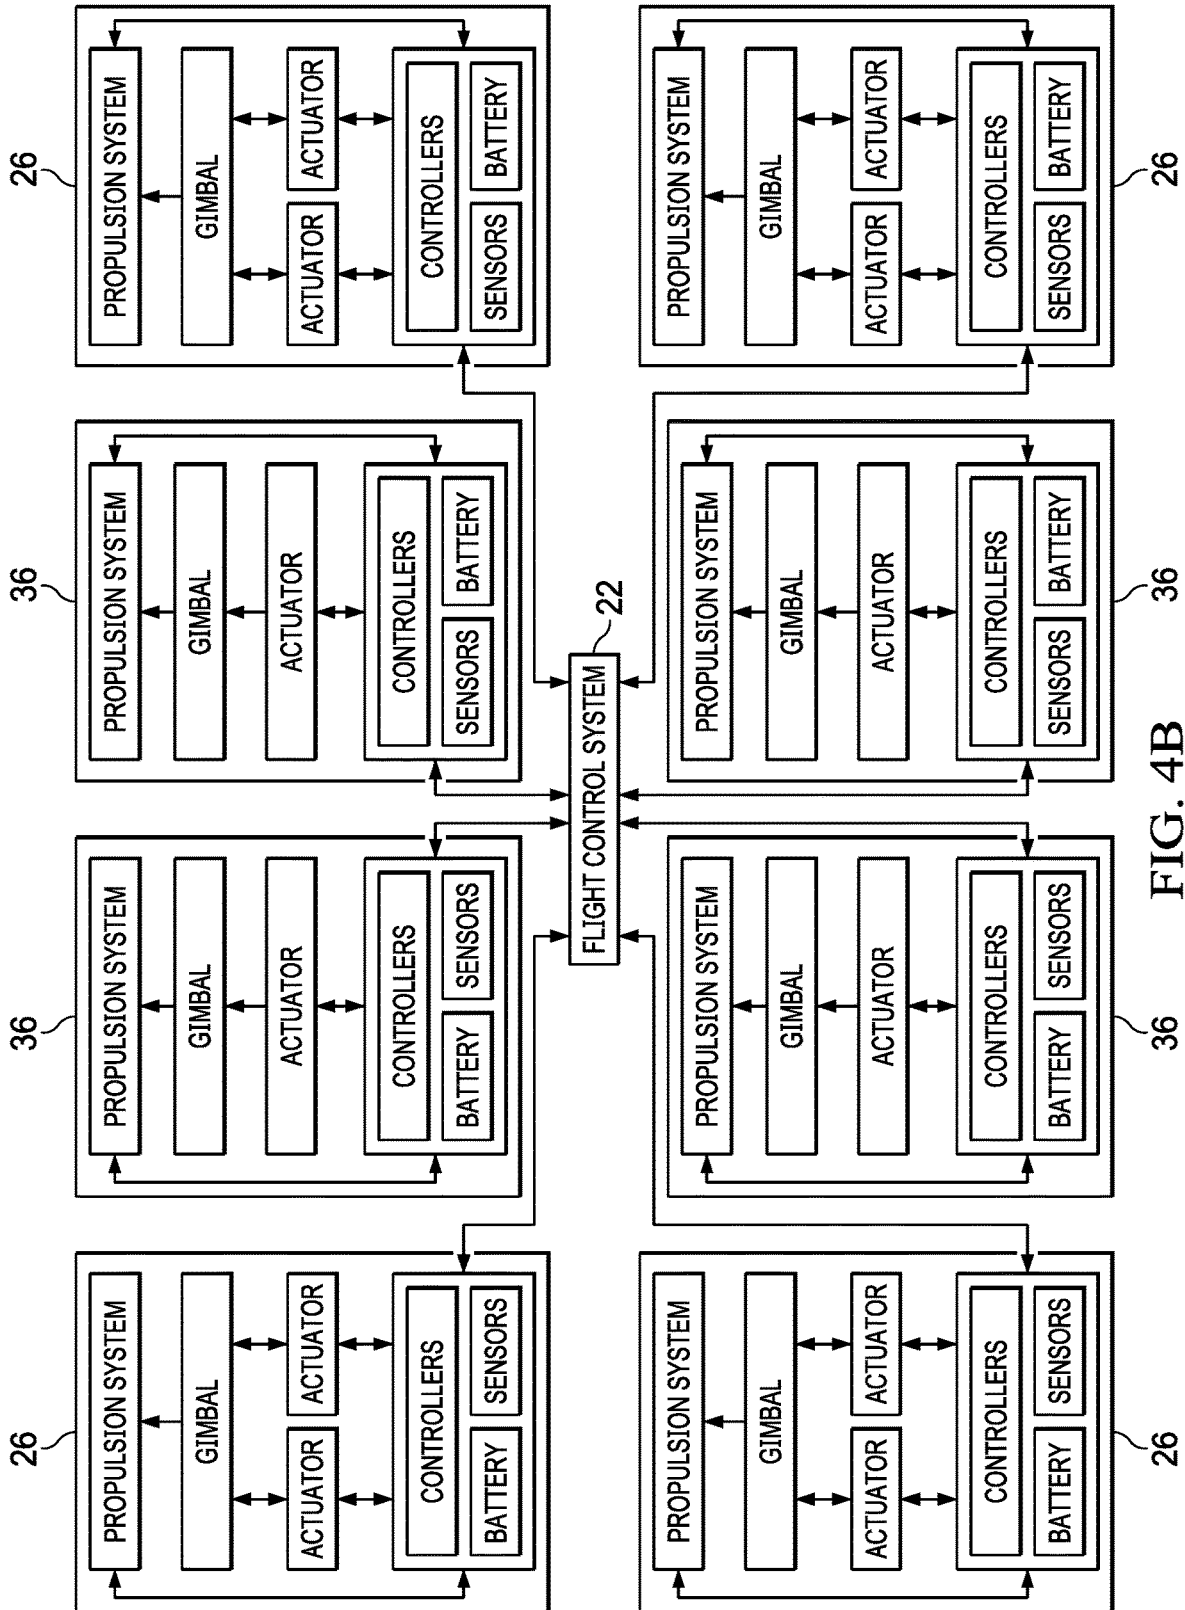 26
PROPULSION SYSTEM
GIMBAL
ACTUATOR
ACTUATOR
CONTROLLERS
BATTERY
SENSORS
36
PROPULSION SYSTEM
GIMBAL
ACTUATOR
CONTROLLERS
BATTERY
SENSORS
36
PROPULSION SYSTEM
GIMBAL
ACTUATOR
CONTROLLERS
SENSORS
BATTERY
26
PROPULSION SYSTEM
GIMBAL
ACTUATOR
ACTUATOR
CONTROLLERS
SENSORS
BATTERY
FLIGHT CONTROL SYSTEM
22
PROPULSION SYSTEM
GIMBAL
ACTUATOR
ACTUATOR
CONTROLLERS
BATTERY
SENSORS
26
PROPULSION SYSTEM
GIMBAL
ACTUATOR
CONTROLLERS
BATTERY
SENSORS
36
PROPULSION SYSTEM
GIMBAL
ACTUATOR
CONTROLLERS
SENSORS
BATTERY
36
PROPULSION SYSTEM
GIMBAL
ACTUATOR
ACTUATOR
CONTROLLERS
SENSORS
BATTERY
26
FIG. 4B